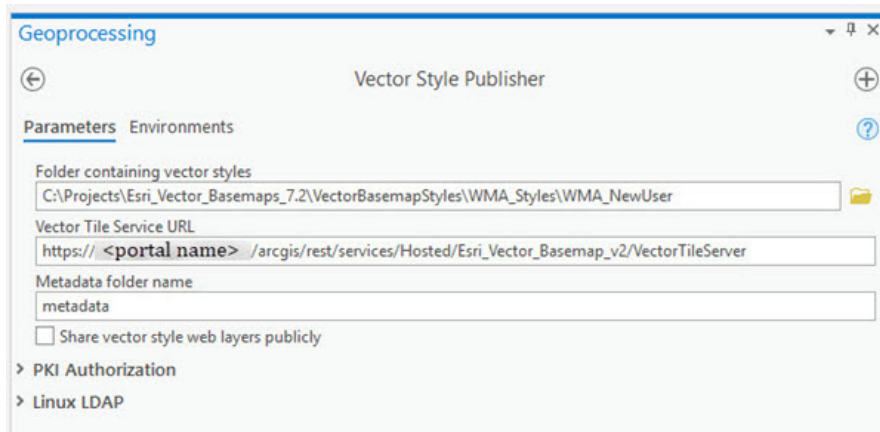 Geoprocessing
Vector Style Publisher
Parameters Environments
Folder containing vector styles
C:\Projects\Esri_Vector_Basemaps_7.2\VectorBasemapStyles\WMA_Styles\WMA_NewUser
Vector Tile Service URL
https:// <portal name> /arcgis/rest/services/Hosted/Esri_Vector_Basemap_v2/VectorTileServer
Metadata folder name
metadata
Share vector style web layers publicly
PKI Authorization
Linux LDAP